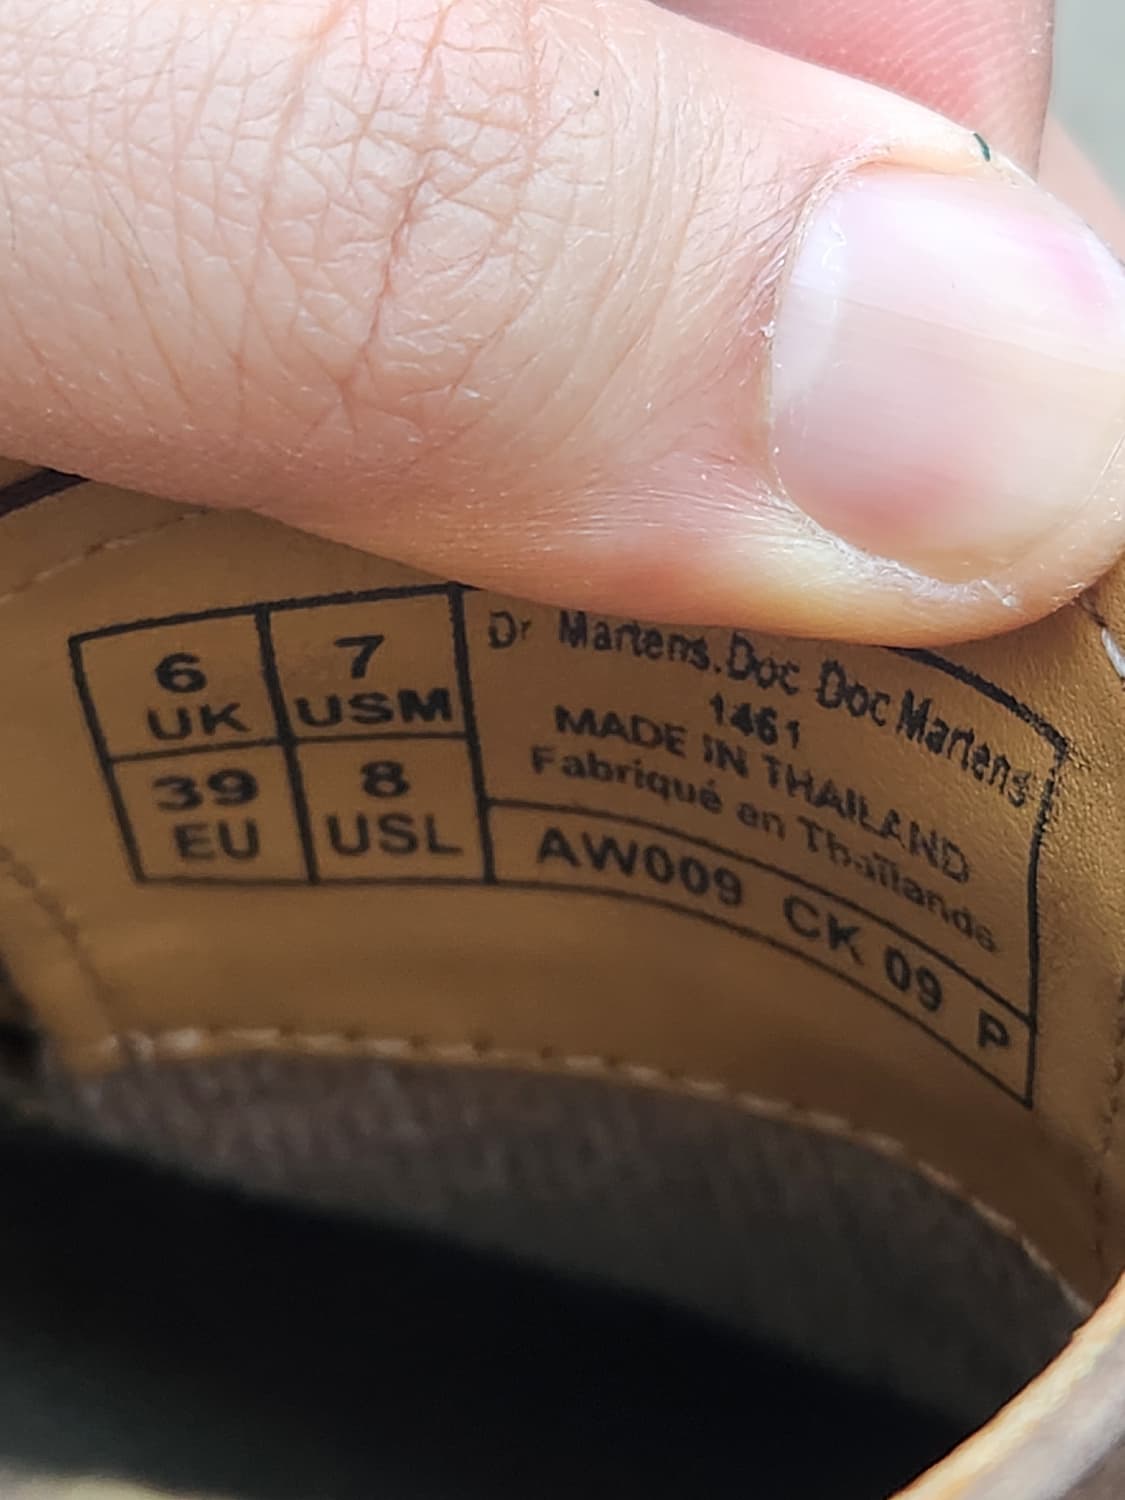 6
UK
7
USM
39
EU
8
USL
Dr Martens.Doc Doc Martens
1461
MADE IN THAILAND
Fabriqué en Thaïlande
AW009 CK 09 P